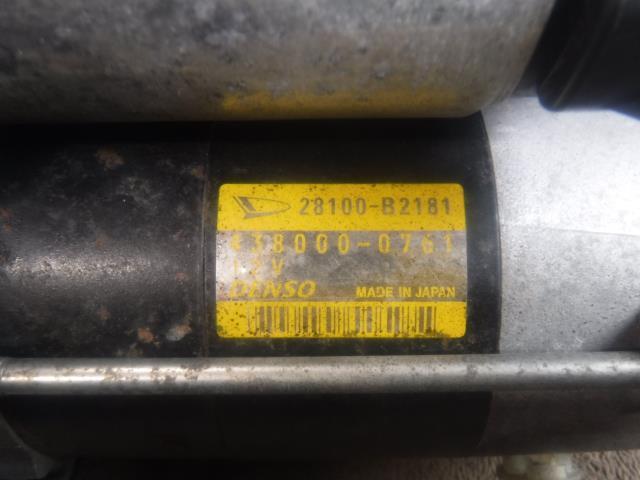 28100-B2181
438000-0761
12V
DENSO MADE IN JAPAN